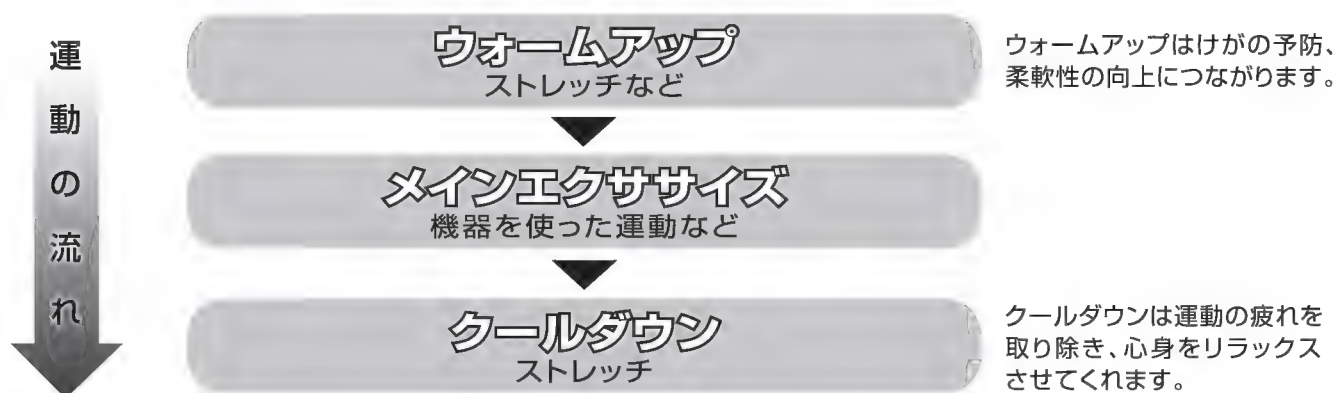 運動の流れ
ウォームアップ
ストレッチなど
ウォームアップはけがの予防、
柔軟性の向上につながります。
メインエクササイズ
機器を使った運動など
クールダウン
ストレッチ
クールダウンは運動の疲れを
取り除き、心身をリラックス
させてくれます。